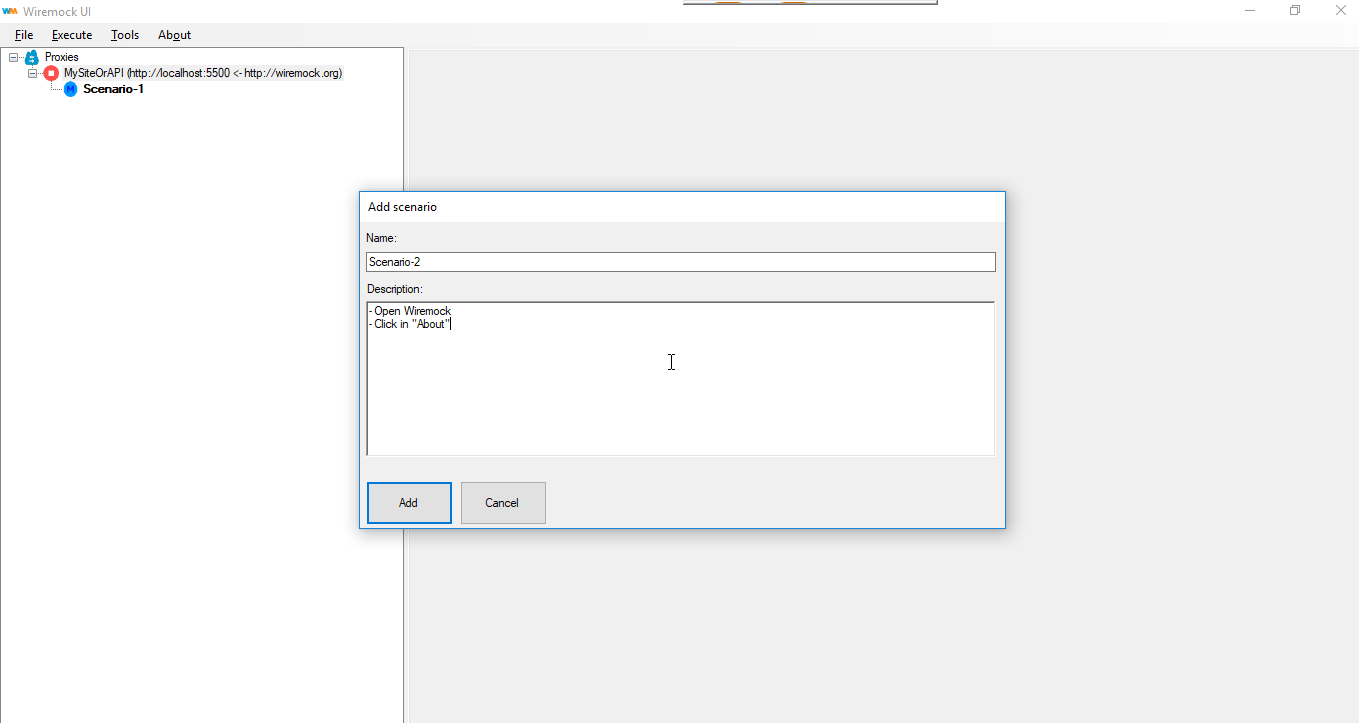 WM Wiremock UI
File Execute Tools About
Proxies
MySiteOrAPI (http://localhost:5500 <- http://wiremock.org)
M Scenario-1
Add scenario
Name:
Scenario-2
Description:
- Open Wiremock
- Click in "About"
Add Cancel